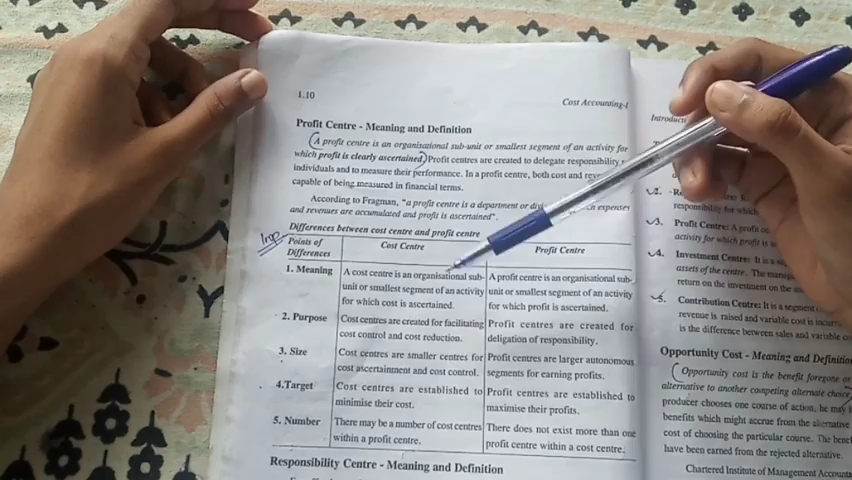 1.10
Cost Accounting-I
Profit Centre - Meaning and Definition
A profit centre is an organisational sub-unit or smallest segment of an activity for
which profit is clearly ascertained. Profit centres are created to delegate responsibility
individuals and to measure their performance. In a profit centre, both cost and
capable of being measured in financial terms.
According to Fragman, "a profit centre is a department or expenses
and revenues are accumulated and profit is ascertained".
Imp
Differences between cost centre and profit centre
Points of
Differences
Cost Centre
Profit Centre
1. Meaning
A cost centre is an organisational sub-
unit or smallest segment of an activity
for which cost is ascertained.
A profit centre is an organisational sub-
unit or smallest segment of an activity
for which profit is ascertained.
2. Purpose
Cost centres are created for facilitating
cost control and cost reduction.
Profit centres are created for
deligation of responsibility.
3. Size
Cost centres are smaller centres for
cost ascertainment and cost control.
Profit centres are larger autonomous
segments for earning profits.
4.Target
Cost centres are established to
minimise their cost.
Profit centres are established to
maximise their profits.
5. Number
There may be a number of cost centres
within a profit centre.
There does not exist more than one
profit centre within a cost centre.
Responsibility Centre - Meaning and Definition
2.
responsibility for which
3. Profit Centre: A profit
activity for which profit is
4. Investment Centre: It is a
assets of the centre. The
return on the investment on the
5. Contribution Centre: It is a segment
revenue is raised and variable cost is
is the difference between sales and variable
Opportunity Cost - Meaning and
Opportunity cost is the benefit foregone
alternative to another competing alternative choice
producer chooses one course of action, he may
benefits which might accrue from the alternative
cost of choosing the particular course. The
have been earned from the rejected alternative.
Chartered Institute of Management